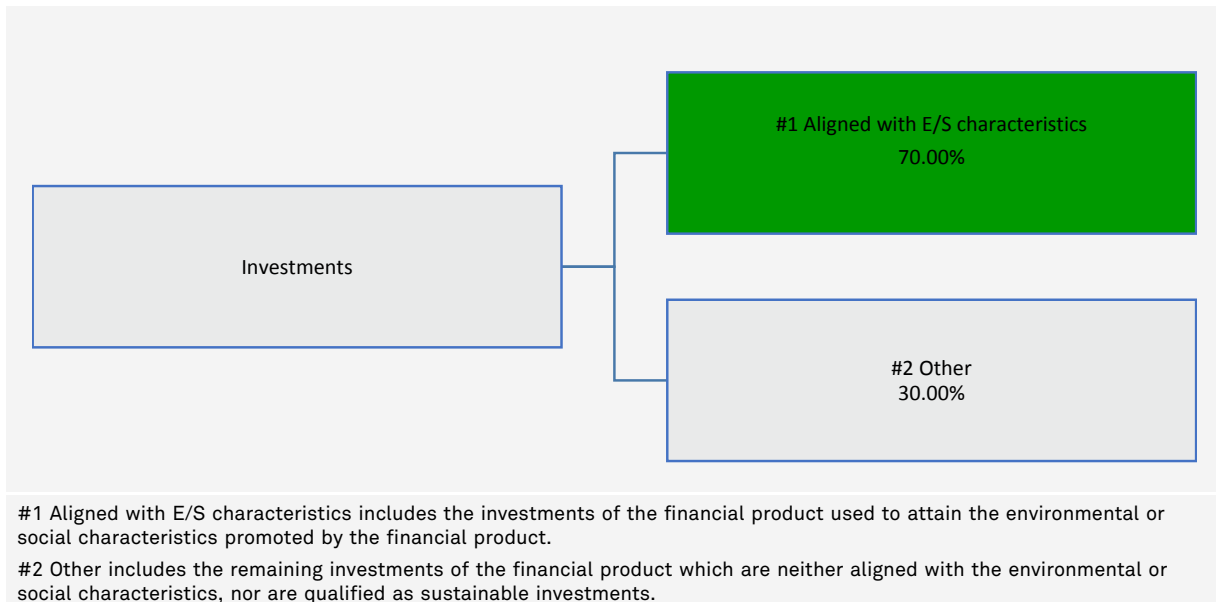 #1 Aligned with E/S characteristics
70.00%
Investments
#2 Other
30.00%
#1 Aligned with E/S characteristics includes the investments of the financial product used to attain the environmental or
social characteristics promoted by the financial product.
#2 Other includes the remaining investments of the financial product which are neither aligned with the environmental or
social characteristics, nor are qualified as sustainable investments.